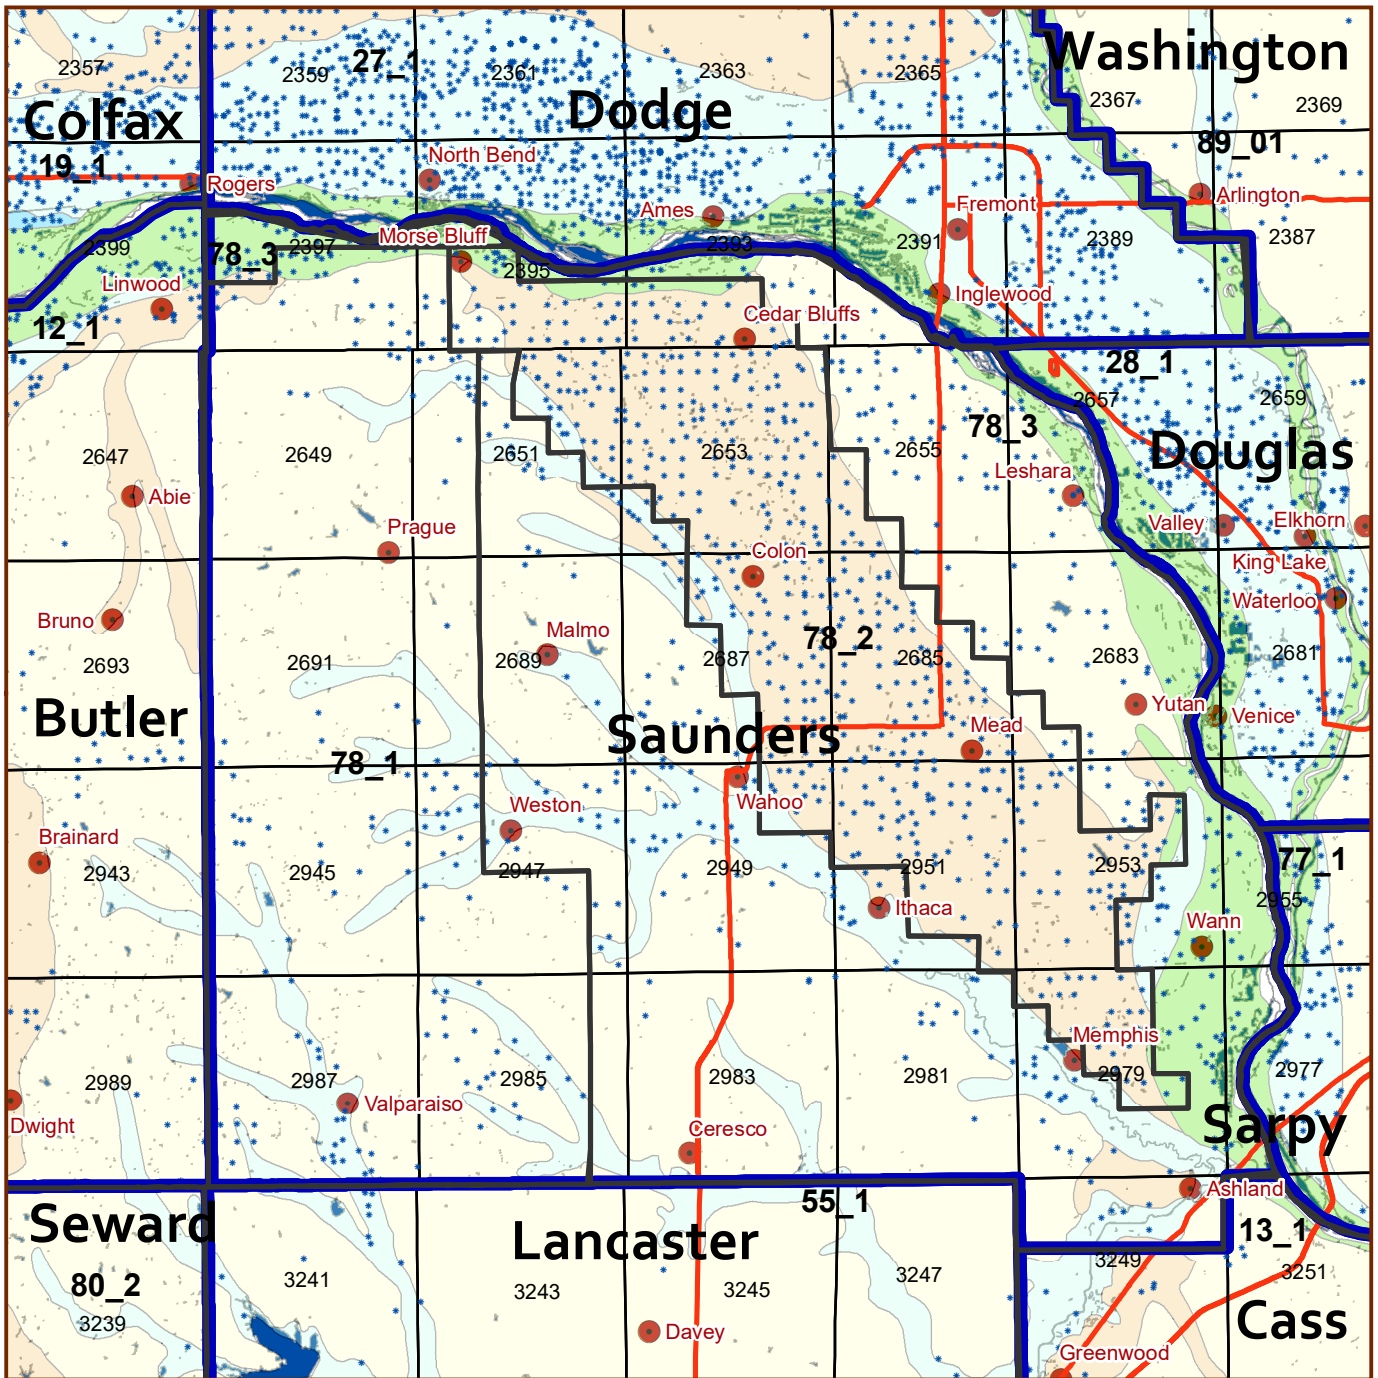 Washington
2357
2359
27_1
2361
2363
2365
2367
2369
Colfax
Dodge
89_01
19_1
North Bend
Rogers
Ames
Fremont
Arlington
2399
78_3
2397
Morse Bluff
2395
2393
2391
2389
2387
Linwood
12_1
Inglewood
Cedar Bluffs
28_1
2657
2659
2647
2649
2651
2653
2655
78_3
Douglas
Leshara
Abie
Prague
Valley
Elkhorn
Colon
King Lake
Waterloo
Bruno
2693
2691
Malmo
2689
2687
78_2
2685
2683
2681
Butler
Saunders
Yutan
Venice
Mead
78_1
Weston
Wahoo
Brainard
2943
2945
2947
2949
2951
2953
77_1
2955
Ithaca
Wann
Memphis
2989
2987
2985
2983
2981
2979
2977
Dwight
Valparaiso
Ceresco
Sarpy
Ashland
Seward
55_1
Lancaster
13_1
80_2
3239
3241
3243
3245
3247
3249
3251
Davey
Cass
Greenwood